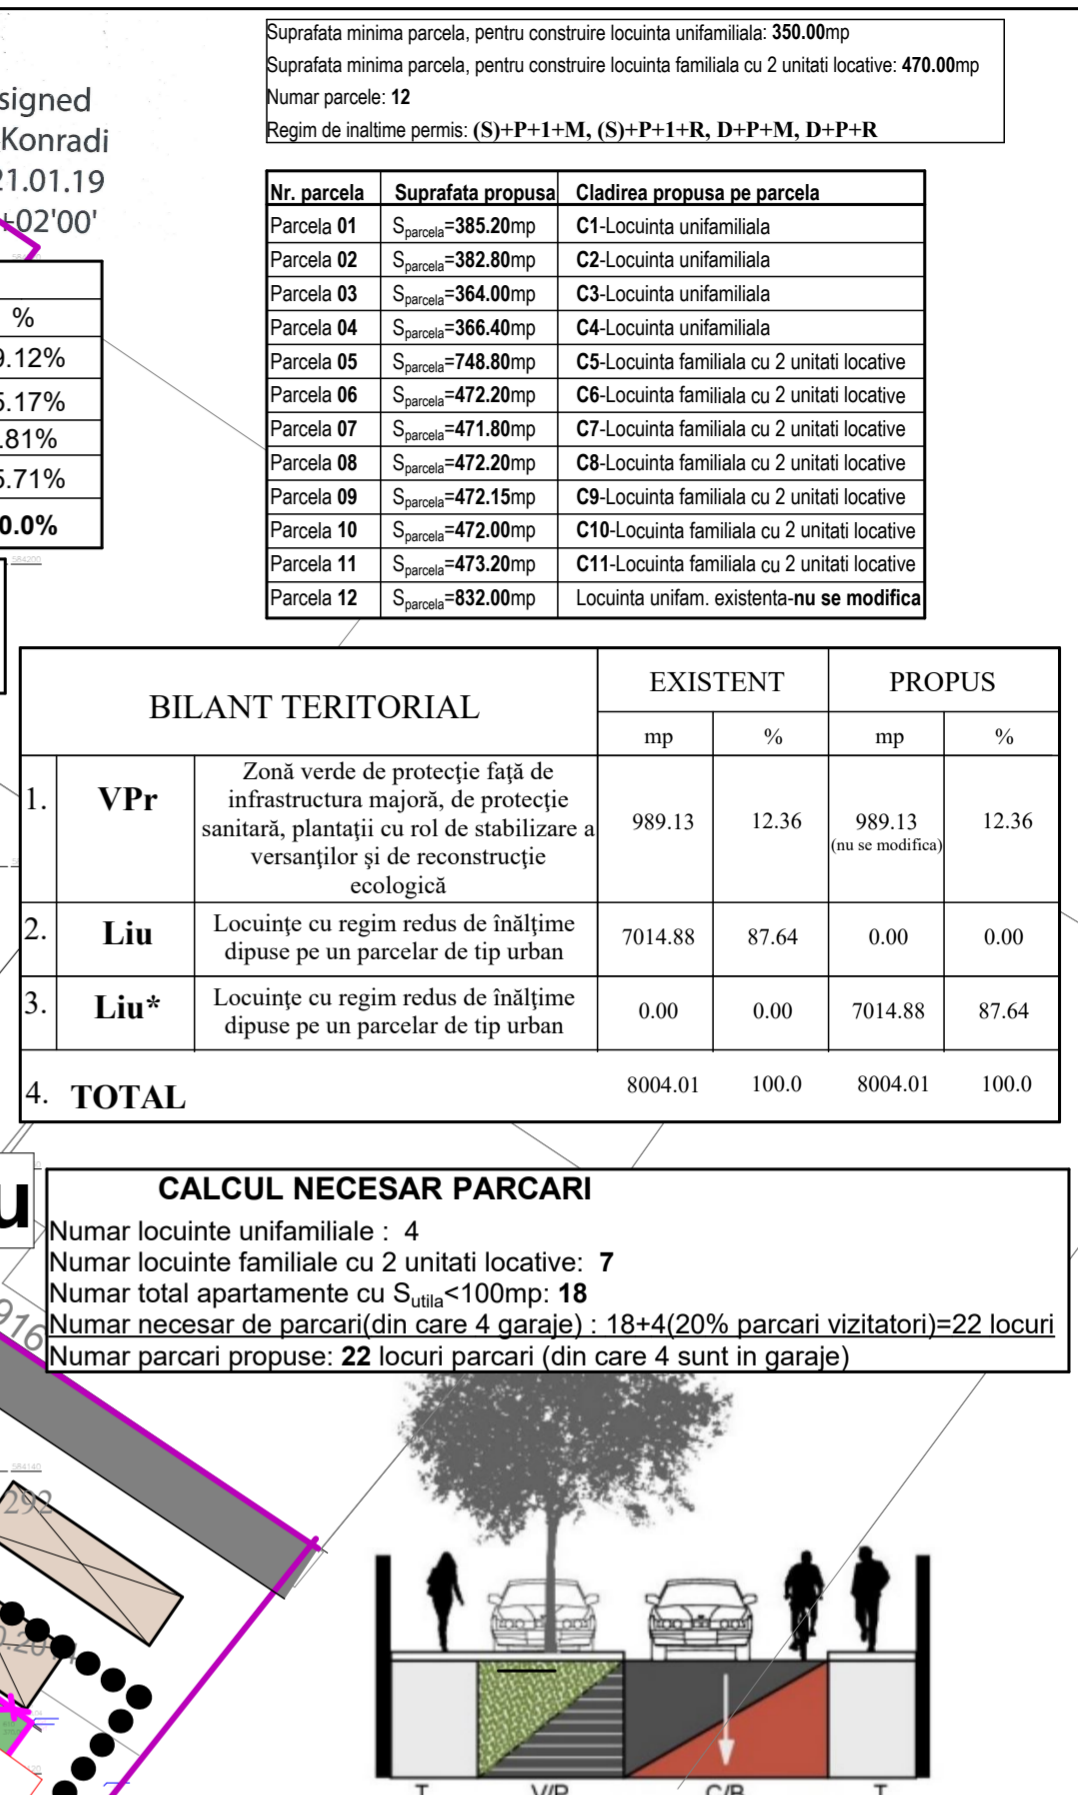 Suprafata minima parcela, pentru construire locuinta unifamiliala: 350.00mp
Suprafata minima parcela, pentru construire locuinta familiala cu 2 unitati locative: 470.00mp
Numar parcele: 12
Regim de inaltime permis: (S)+P+1+M, (S)+P+1+R, D+P+M, D+P+R
signed
Konradi
21.01.19
+02'00'
Nr. parcela Suprafata propusa Cladirea propusa pe parcela
Parcela 01 Sparcela=385.20mp C1-Locuinta unifamiliala
Parcela 02 Sparcela=382.80mp C2-Locuinta unifamiliala
Parcela 03 Sparcela=364.00mp C3-Locuinta unifamiliala
Parcela 04 Sparcela=366.40mp C4-Locuinta unifamiliala
Parcela 05 Sparcela=748.80mp C5-Locuinta familiala cu 2 unitati locative
Parcela 06 Sparcela=472.20mp C6-Locuinta familiala cu 2 unitati locative
Parcela 07 Sparcela=471.80mp C7-Locuinta familiala cu 2 unitati locative
Parcela 08 Sparcela=472.20mp C8-Locuinta familiala cu 2 unitati locative
Parcela 09 Sparcela=472.15mp C9-Locuinta familiala cu 2 unitati locative
Parcela 10 Sparcela=472.00mp C10-Locuinta familiala cu 2 unitati locative
Parcela 11 Sparcela=473.20mp C11-Locuinta familiala cu 2 unitati locative
Parcela 12 Sparcela=832.00mp Locuinta unifam. existenta-nu se modifica
%
9.12%
5.17%
.81%
5.71%
0.0%
584200
BILANT TERITORIAL EXISTENT PROPUS
mp % mp %
1. VPr Zonă verde de protecţie faţă de
infrastructura majoră, de protecţie
sanitară, plantaţii cu rol de stabilizare a
versanţilor şi de reconstrucţie
ecologică
989.13 12.36 989.13 12.36
(nu se modifica)
2. Liu Locuinţe cu regim redus de înălţime
dipuse pe un parcelar de tip urban
7014.88 87.64 0.00 0.00
3. Liu* Locuinţe cu regim redus de înălţime
dipuse pe un parcelar de tip urban
0.00 0.00 7014.88 87.64
4. TOTAL 8004.01 100.0 8004.01 100.0
u
CALCUL NECESAR PARCARI
Numar locuinte unifamiliale : 4
Numar locuinte familiale cu 2 unitati locative: 7
Numar total apartamente cu Sutila<100mp: 18
Numar necesar de parcari(din care 4 garaje) : 18+4(20% parcari vizitatori)=22 locuri
Numar parcari propuse: 22 locuri parcari (din care 4 sunt in garaje)
916
584140
292
T V/P C/B T